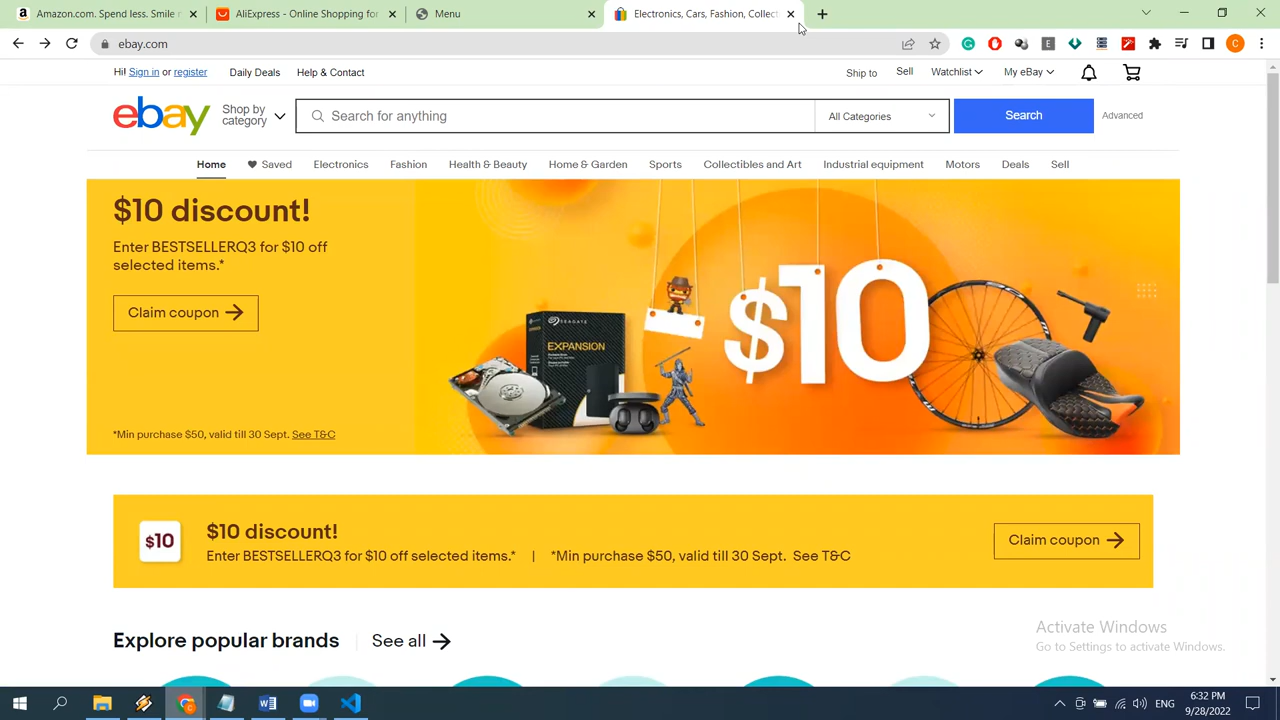 Amazon.com. Spend less. Smile m
AliExpress - Online Shopping for
Menu
Electronics, Cars, Fashion, Collect
ebay.com
Hi! Sign in or register
Daily Deals
Help & Contact
Ship to
Sell
Watchlist
My eBay
ebay
Shop by category
Search for anything
All Categories
Search
Advanced
Home
Saved
Electronics
Fashion
Health & Beauty
Home & Garden
Sports
Collectibles and Art
Industrial equipment
Motors
Deals
Sell
$10 discount!
Enter BESTSELLERQ3 for $10 off
selected items.*
Claim coupon
*Min purchase $50, valid till 30 Sept. See T&C
SEAGATE
EXPANSION
$10
$10
$10 discount!
Enter BESTSELLERQ3 for $10 off selected items.* | *Min purchase $50, valid till 30 Sept. See T&C
Claim coupon
Explore popular brands
See all
Activate Windows
Go to Settings to activate Windows.
ENG
6:32 PM
9/28/2022